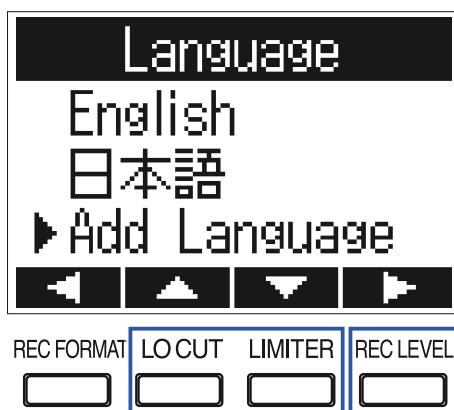 Language
English
日本語
Add Language
REC FORMAT LO CUT LIMITER REC LEVEL